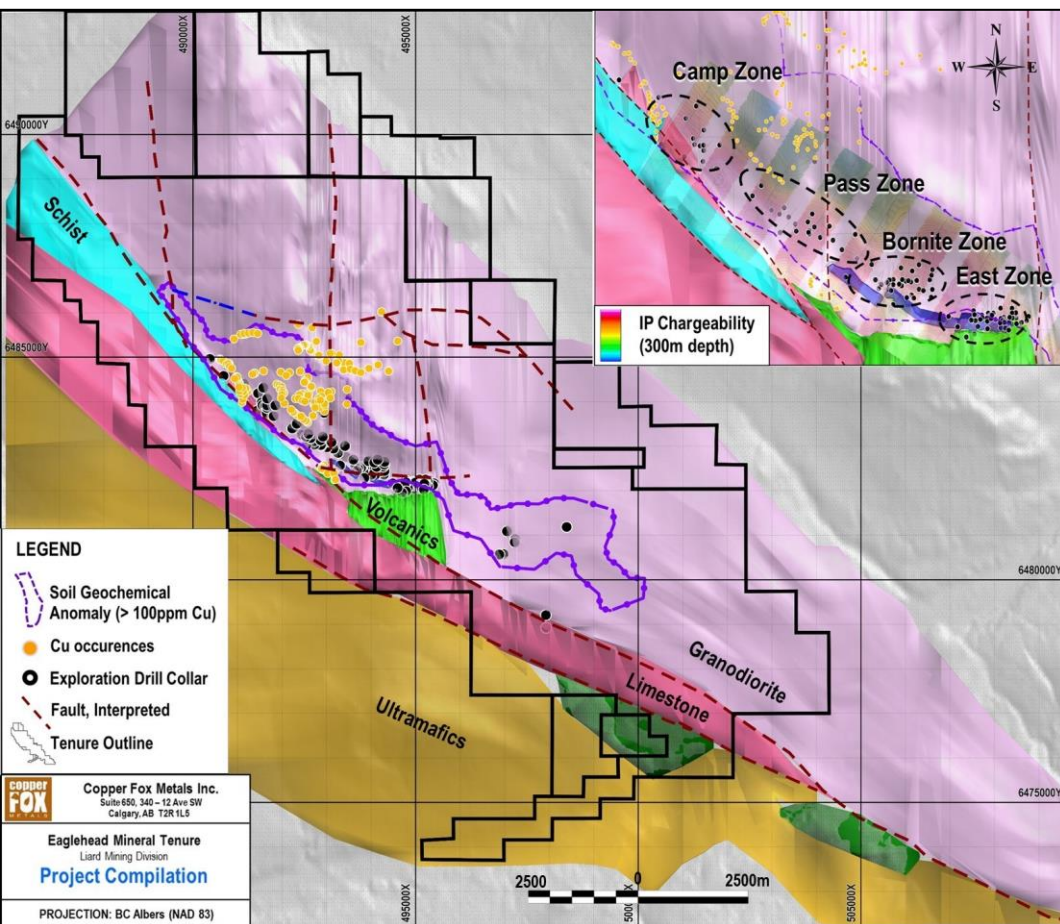 490000X
495000X
6490000Y
6485000Y
6480000Y
6475000Y
Schist
Volcanics
Granodiorite
Limestone
Ultramafics
Camp Zone
Pass Zone
Bornite Zone
East Zone
N
W
E
S
IP Chargeability
(300m depth)
LEGEND
Soil Geochemical
Anomaly (> 100ppm Cu)
Cu occurences
Exploration Drill Collar
Fault, Interpreted
Tenure Outline
copper
FOX
METALS
Copper Fox Metals Inc.
Suite 650, 340 – 12 Ave SW
Calgary, AB T2R 1L5
Eaglehead Mineral Tenure
Liard Mining Division
Project Compilation
PROJECTION: BC Albers (NAD 83)
2500
0
2500m
495000X
505000X